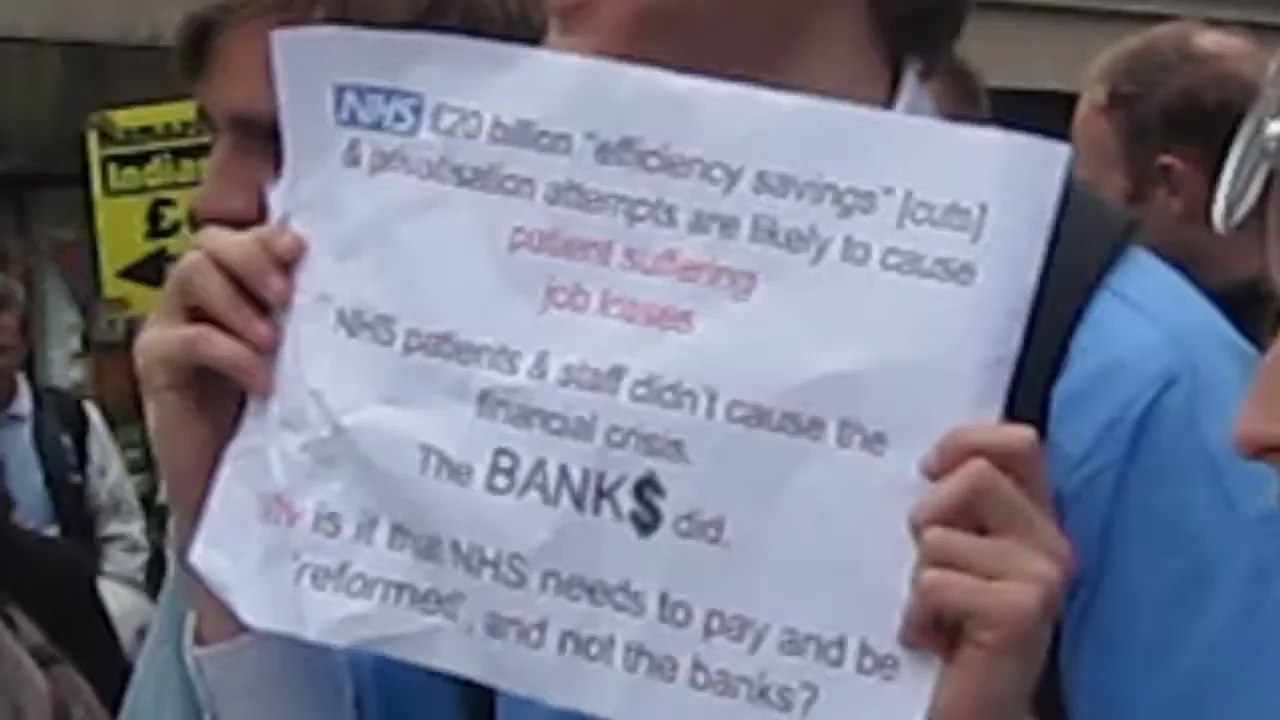 Indian
£
NHS £20 billion "efficiency savings" [cuts]
& privatisation attempts are likely to cause
patient suffering
job losses
NHS patients & staff didn't cause the
financial crisis.
The BANK$ did.
is it that NHS needs to pay and be
'reformed', and not the banks?